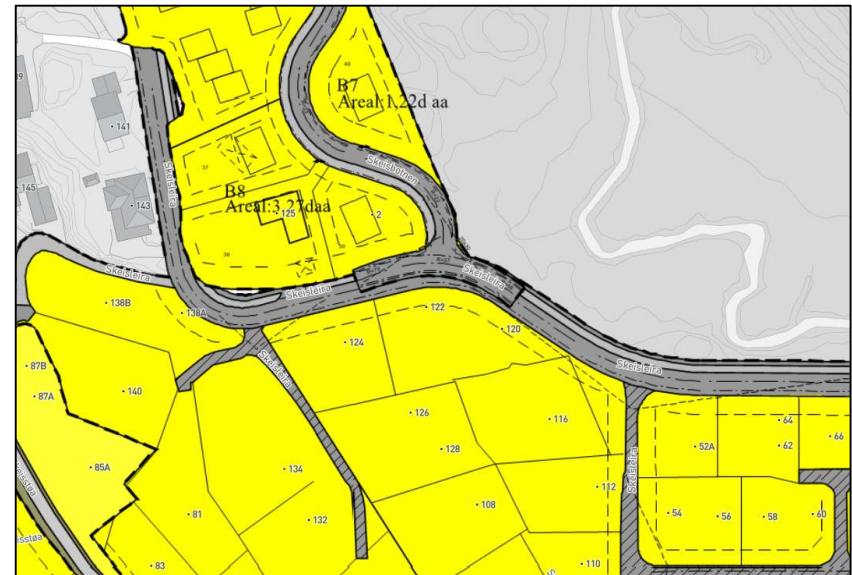 40
B7
Areal:1,22d aa
141
Skeisleira
Skeisbotnen
37
145
143
B8
Areal:3,27daa
125
2
38
39
Skeisleira
Skeisleira
Skeisleira
138B
138A
122
120
124
87B
87A
140
Skeisleira
Skeisleira
126
116
128
64
52A
62
66
85A
134
Skeisleira
112
108
81
132
54
56
58
60
83
110